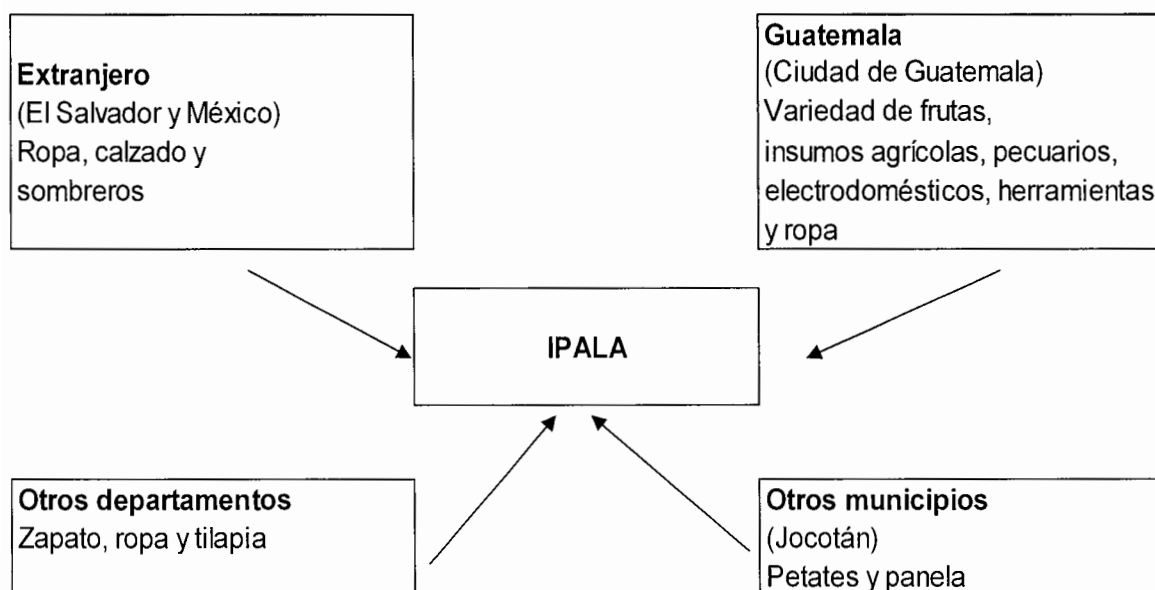 Extranjero
(El Salvador y México)
Ropa, calzado y
sombreros
Guatemala
(Ciudad de Guatemala)
Variedad de frutas,
insumos agrícolas, pecuarios,
electrodomésticos, herramientas
y ropa
IPALA
Otros departamentos
Zapato, ropa y tilapia
Otros municipios
(Jocotán)
Petates y panela